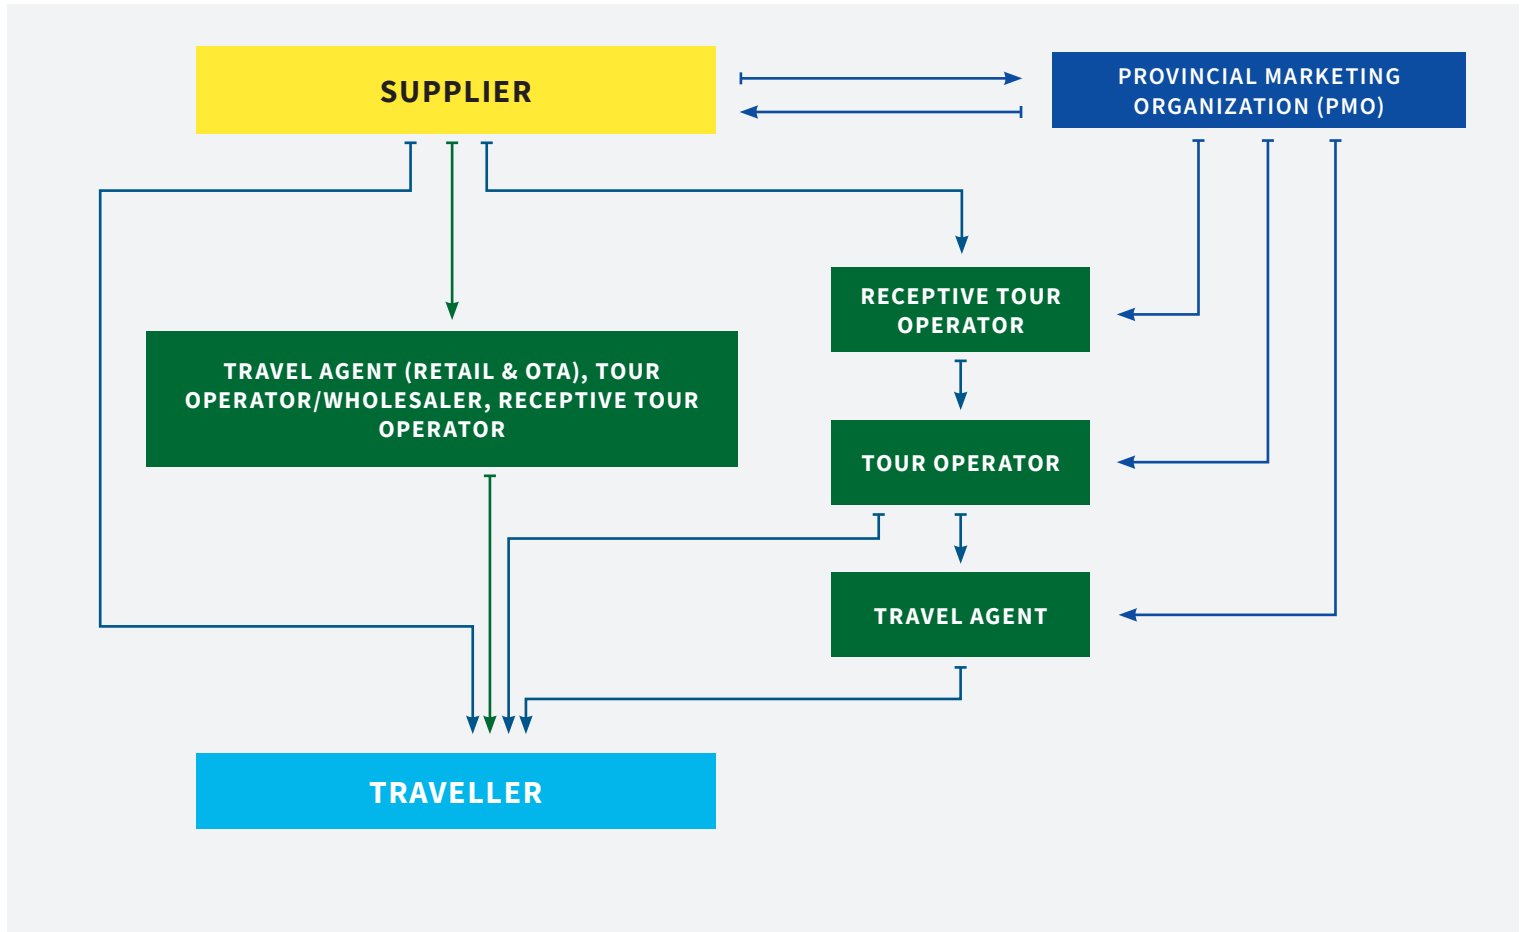 SUPPLIER
PROVINCIAL MARKETING
ORGANIZATION (PMO)
RECEPTIVE TOUR
OPERATOR
TRAVEL AGENT (RETAIL & OTA), TOUR
OPERATOR/WHOLESALER, RECEPTIVE TOUR
OPERATOR
TOUR OPERATOR
TRAVEL AGENT
TRAVELLER